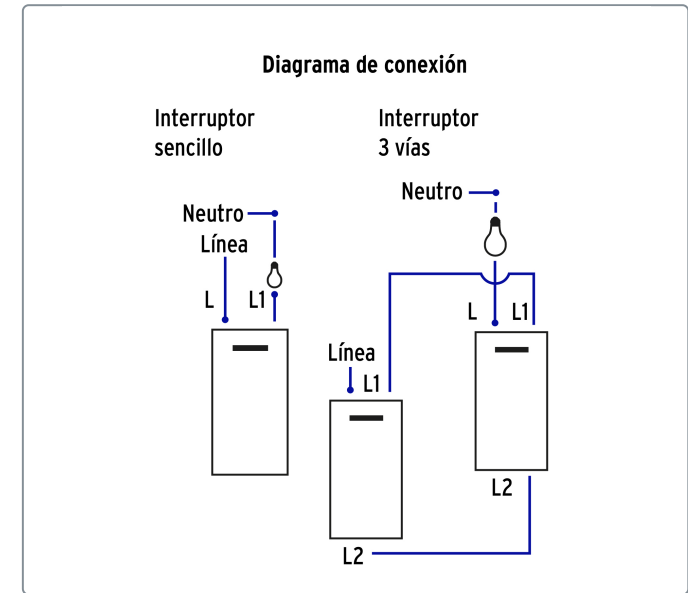 Diagrama de conexión
Interruptor
sencillo
Neutro
Línea
L
L1
Interruptor
3 vías
Neutro
L
L1
Línea
L1
L2
L2